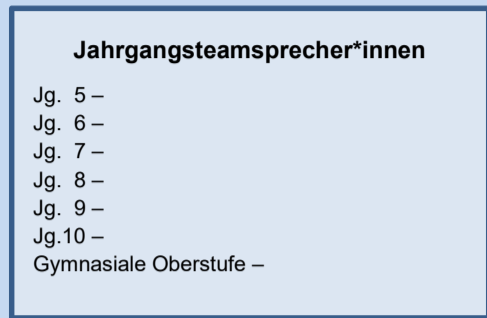 Jahrgangsteamsprecher*innen
Jg.  5 –
Jg.  6 –
Jg.  7 –
Jg.  8 –
Jg.  9 –
Jg.10 –
Gymnasiale Oberstufe –